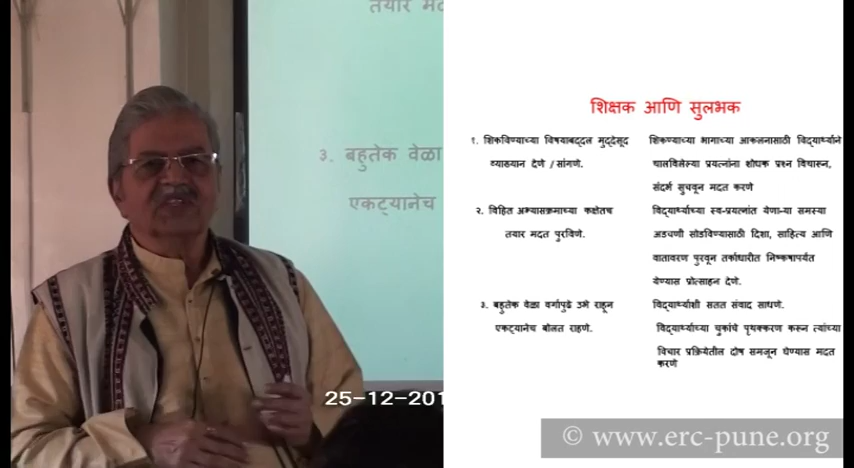 तयार मद
३. बहुतेक वेळा
एकट्यानेच
25-12-201
शिक्षक आणि सुलभक
१. शिकविण्याच्या विषयाबद्दल मुद्देसूद
व्याख्यान देणे / सांगणे.
शिकण्याच्या भागाच्या आकलनासाठी विद्यार्थ्याने
चालविलेल्या प्रयत्नांना शोधक प्रश्न विचारून,
संदर्भ सुचवून मदत करणे
२. विहित अभ्यासक्रमाच्या कक्षेतच
तयार मदत पुरविणे.
विद्यार्थ्याच्या स्व-प्रयत्नांत येणाऱ्या समस्या
अडचणी सोडविण्यासाठी दिशा, साहित्य आणि
वातावरण पुरवून तर्काधारीत निष्कषापर्यंत
येण्यास प्रोत्साहन देणे.
३. बहुतेक वेळा वर्गापुढे उभे राहून
एकट्यानेच बोलत राहणे.
विद्यार्थ्याशी सतत संवाद साधणे.
विद्यार्थ्याच्या चुकांचे पृथक्करण करून त्यांच्या
विचार प्रक्रियेतील दोष समजून घेण्यास मदत
करणे
© www.erc-pune.org